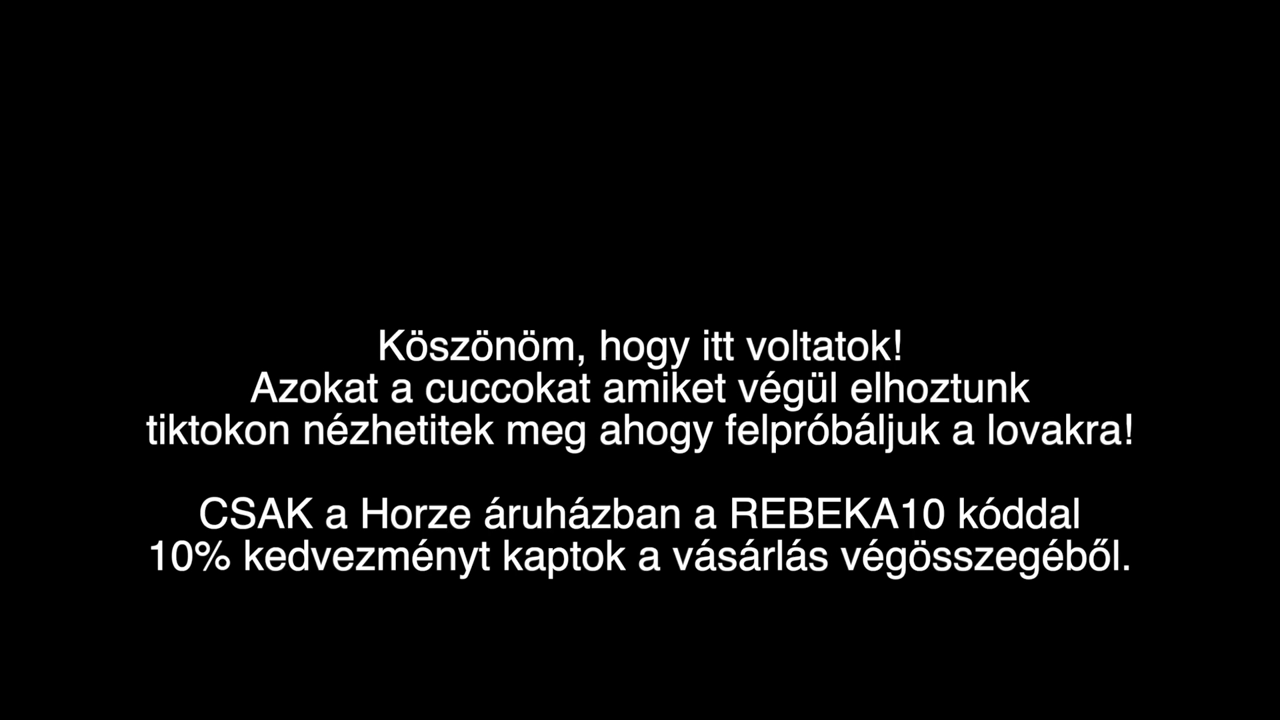 Köszönöm, hogy itt voltatok!
Azokat a cuccokat amiket végül elhoztunk
tiktokon nézhetitek meg ahogy felpróbáljuk a lovakra!
CSAK a Horze áruházban a REBEKA10 kóddal
10% kedvezményt kaptok a vásárlás végösszegéből.